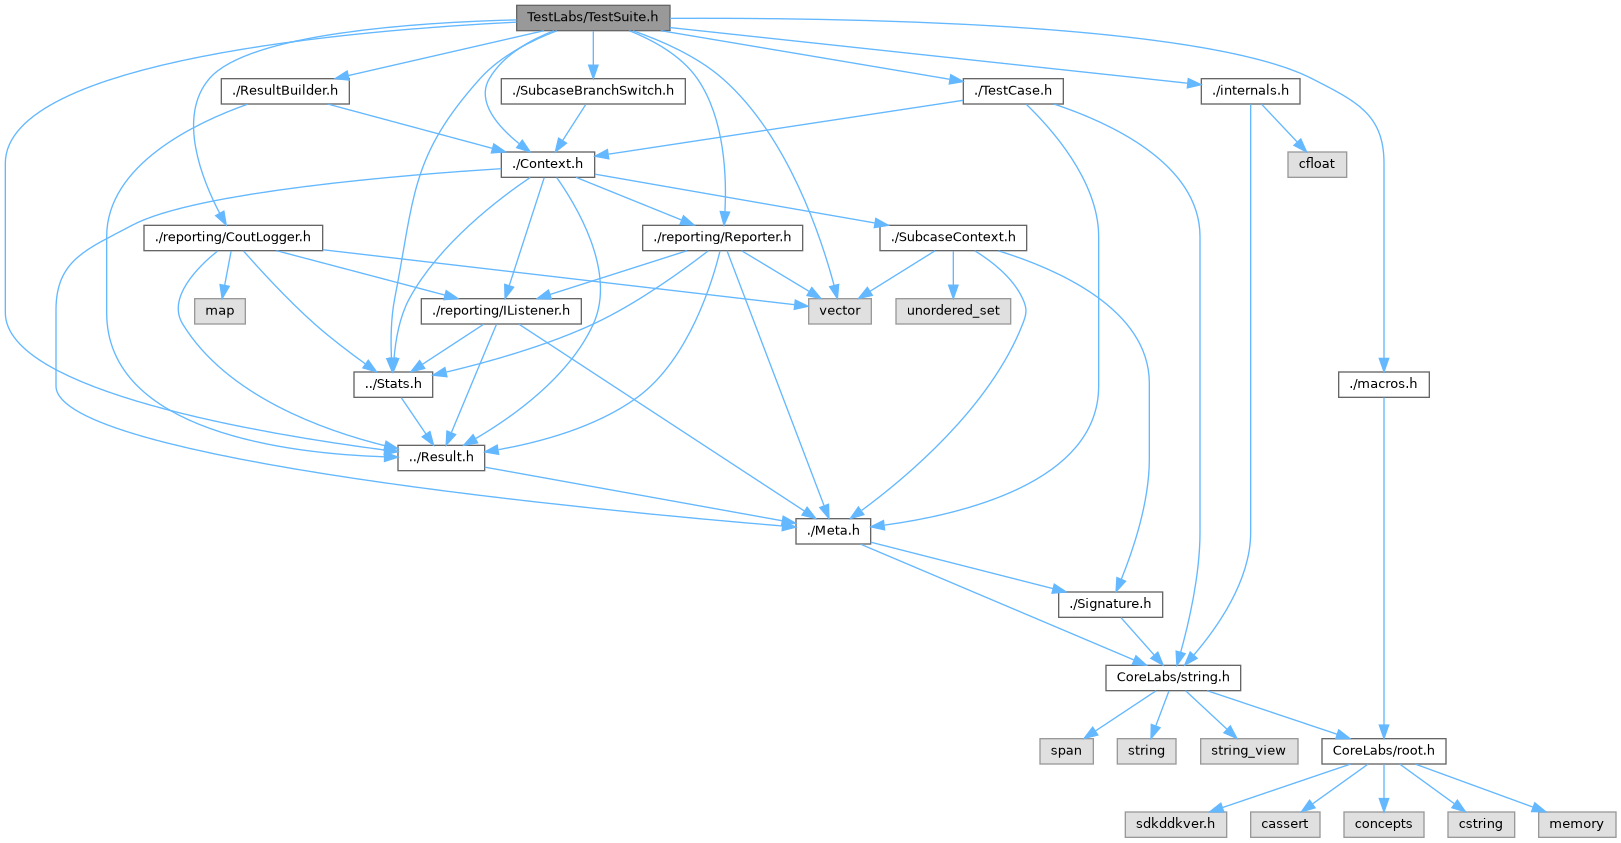 TestLabs/TestSuite.h
./ResultBuilder.h
./SubcaseBranchSwitch.h
./TestCase.h
./internals.h
./Context.h
cfloat
./reporting/CoutLogger.h
./reporting/Reporter.h
./SubcaseContext.h
map
./reporting/IListener.h
vector
unordered_set
../Stats.h
./macros.h
../Result.h
./Meta.h
./Signature.h
CoreLabs/string.h
span
string
string_view
CoreLabs/root.h
sdkddkver.h
cassert
concepts
cstring
memory